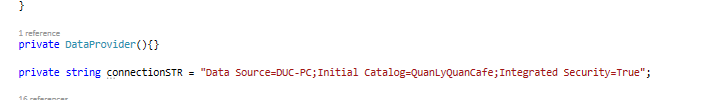 }
1 reference
private DataProvider(){}
private string connectionSTR = "Data Source=DUC-PC;Initial Catalog=QuanLyQuanCafe;Integrated Security=True";
16 references